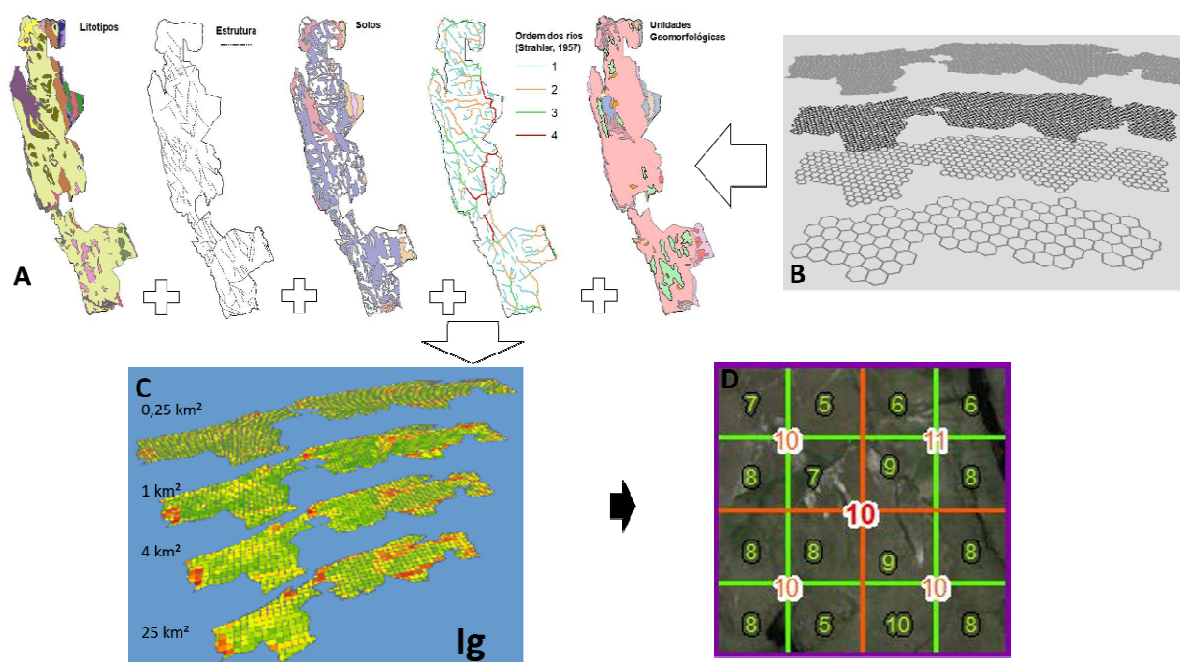 Litotipos
Estrutura
Solos
Ordem dos rios
(Strahler, 1957)
1
2
3
4
Unidades
Geomorfológicas
A
B
C
0,25 km²
1 km²
4 km²
25 km²
Ig
D
7 5 6 6
10 11
8 7 9 8
10
8 8 9 8
10 10
8 5 10 8